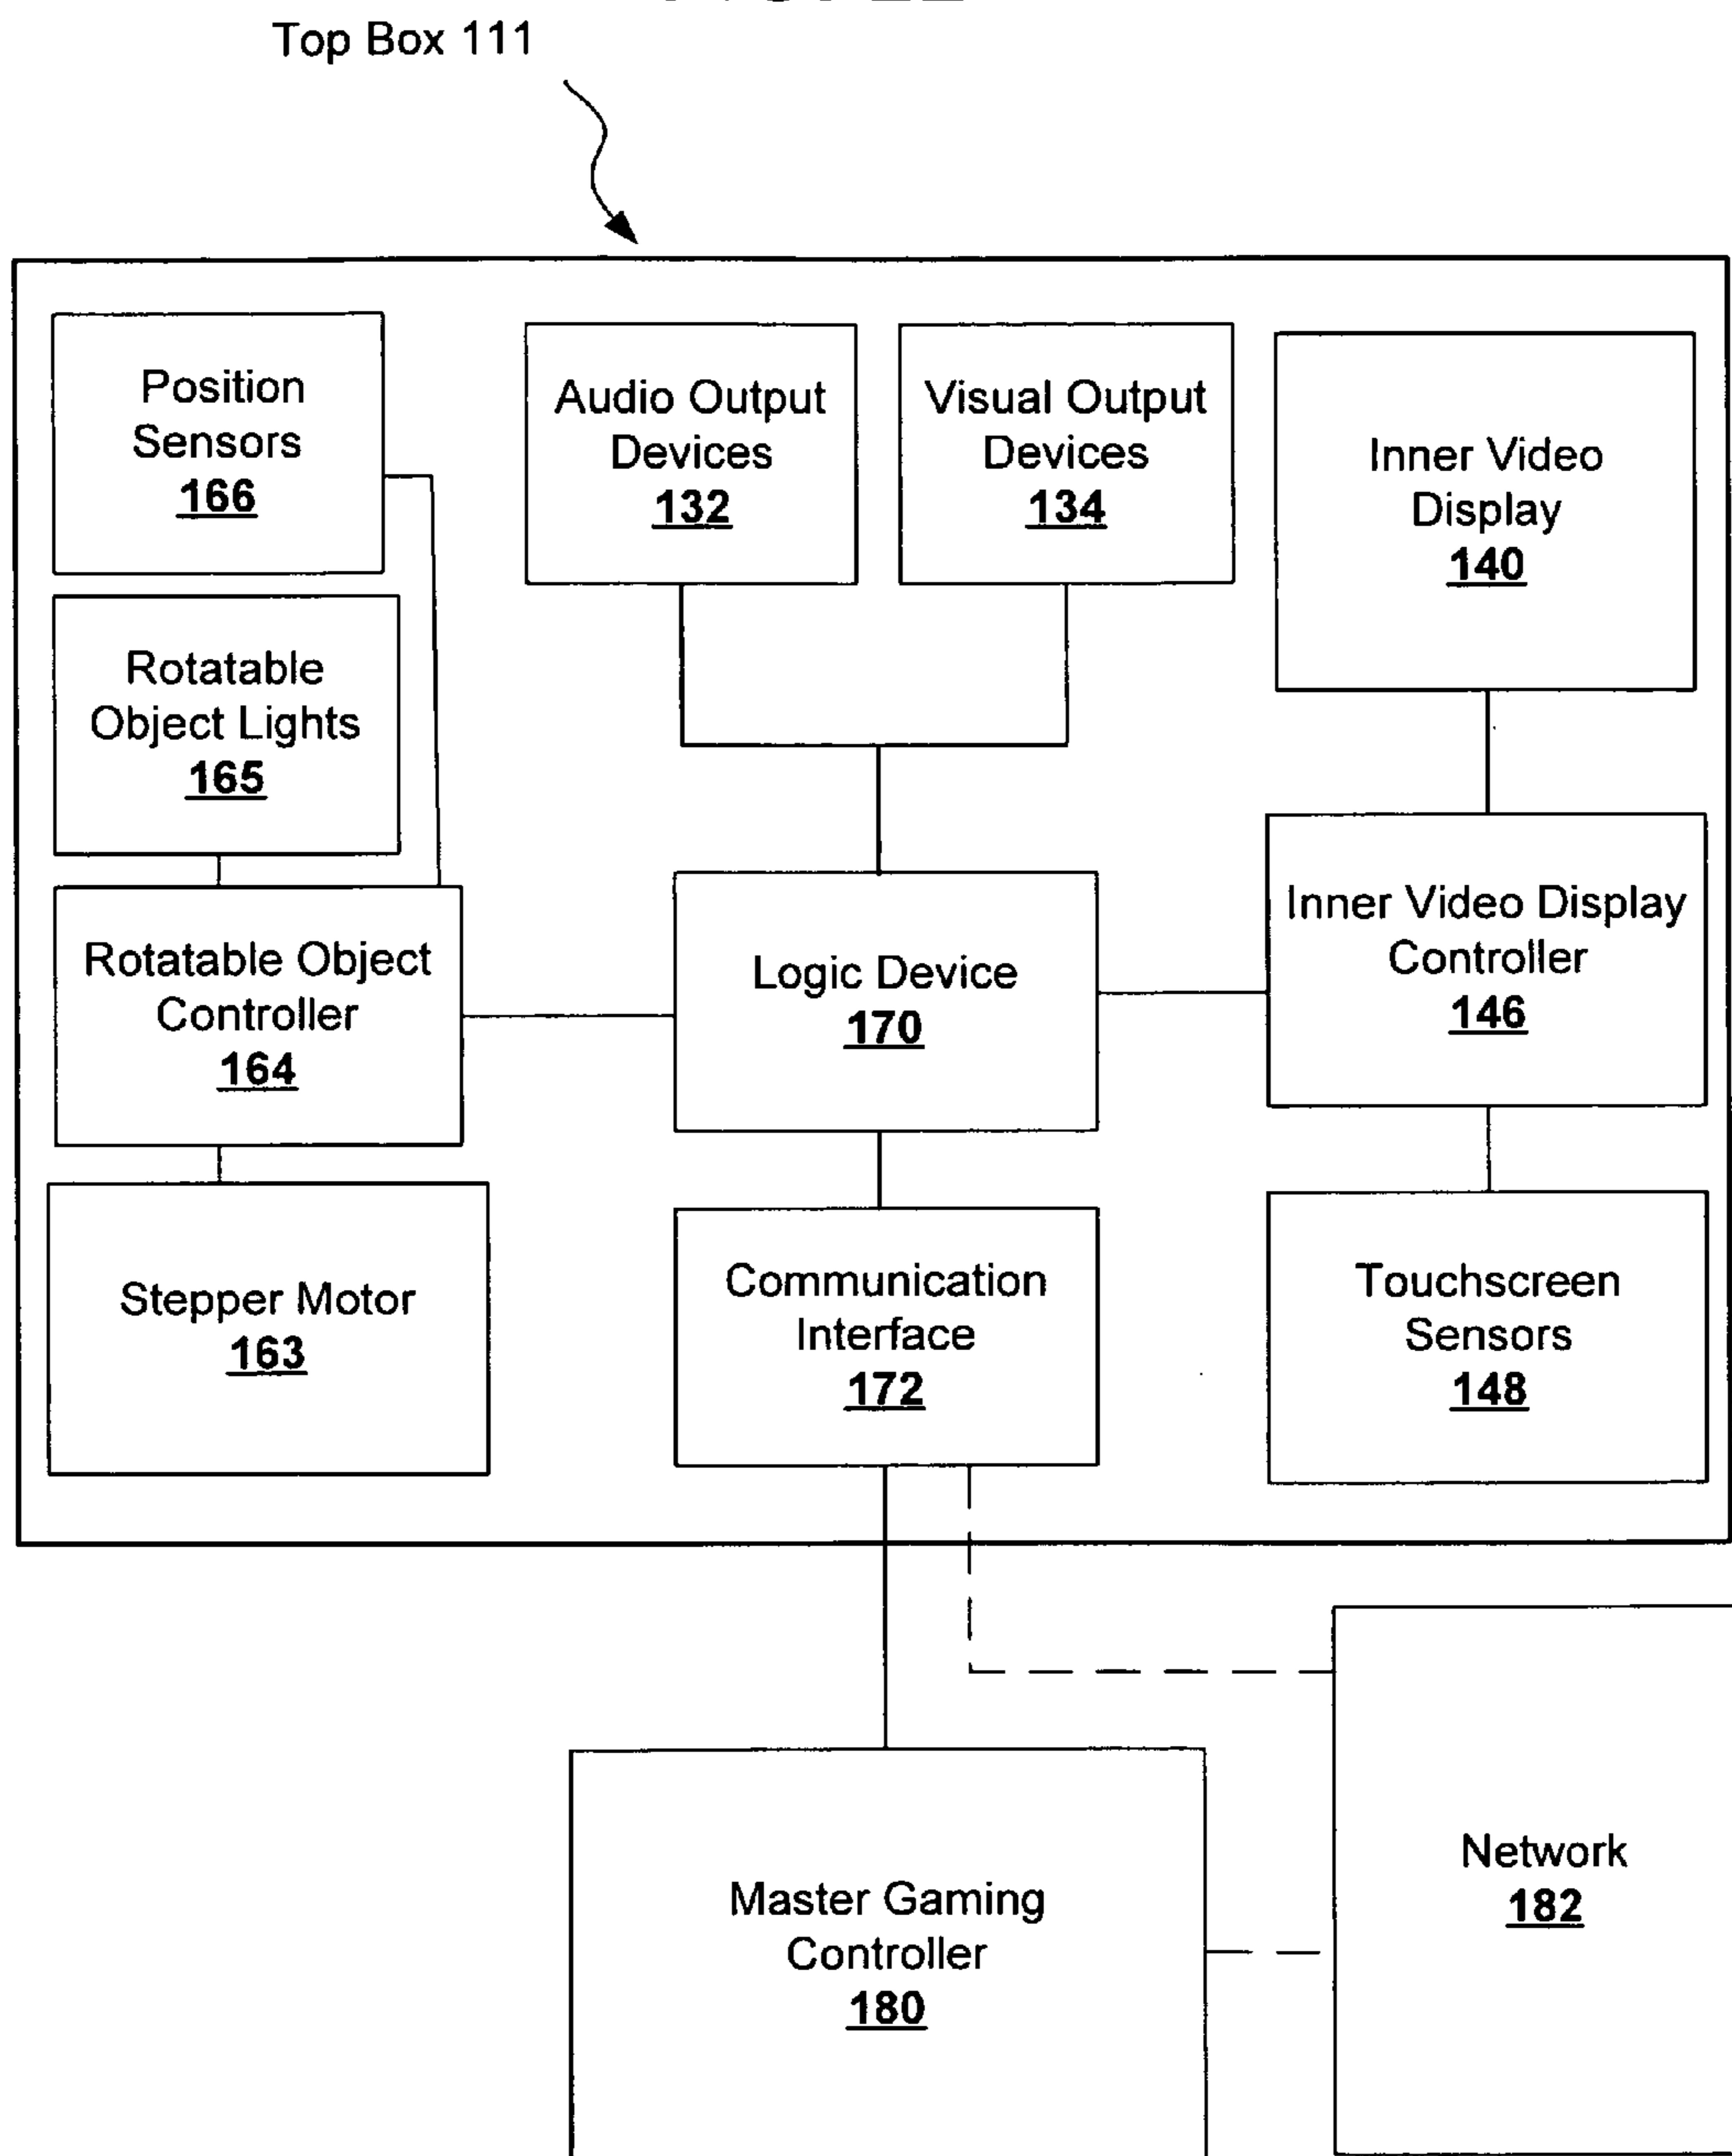 Top Box 111
Position
Sensors
166
Audio Output
Devices
132
Visual Output
Devices
134
Inner Video
Display
140
Rotatable
Object Lights
165
Rotatable Object
Controller
164
Logic Device
170
Inner Video Display
Controller
146
Stepper Motor
163
Communication
Interface
172
Touchscreen
Sensors
148
Master Gaming
Controller
180
Network
182